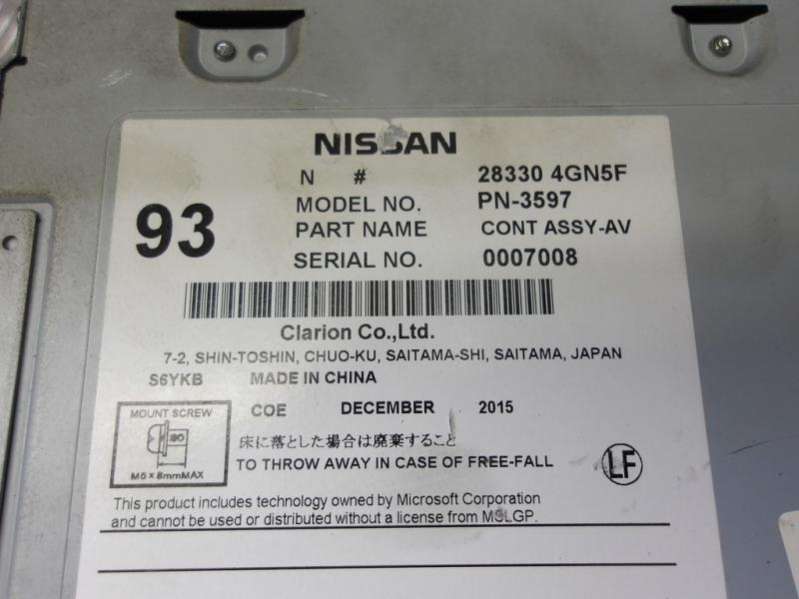 NISSAN
93
N # 28330 4GN5F
MODEL NO. PN-3597
PART NAME CONT ASSY-AV
SERIAL NO. 0007008
Clarion Co.,Ltd.
7-2, SHIN-TOSHIN, CHUO-KU, SAITAMA-SHI, SAITAMA, JAPAN
S6YKB MADE IN CHINA
COE DECEMBER 2015
MOUNT SCREW
M5×8mmMAX
床に落とした場合は廃棄すること
TO THROW AWAY IN CASE OF FREE-FALL
LF
This product includes technology owned by Microsoft Corporation
and cannot be used or distributed without a license from MSLGP.